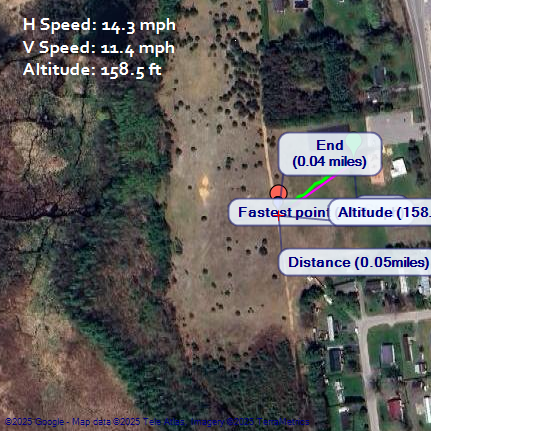 H Speed: 14.3 mph
V Speed: 11.4 mph
Altitude: 158.5 ft
End
(0.04 miles)
Fastest poin
Altitude (158.
Distance (0.05miles)
©2025 Google - Map data ©2025 Tele Atlas, Imagery ©2025 TerraMetrics